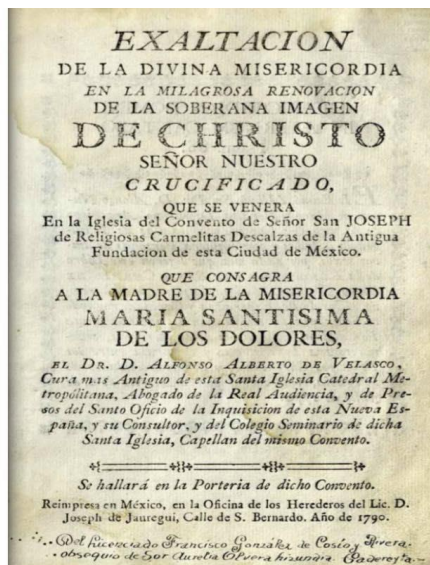 EXALTACION
DE LA DIVINA MISERICORDIA
EN LA MILAGROSA RENOVACION
DE LA SOBERANA IMAGEN
DE CHRISTO
SEÑOR NUESTRO
CRUCIFICADO,
QUE SE VENERA
En la Iglesia del Convento de Señor San JOSEPH
de Religiosas Carmelitas Descalzas de la Antigua
Fundacion de esta Ciudad de México.
QUE CONSAGRA
A LA MADRE DE LA MISERICORDIA
MARIA SANTISIMA
DE LOS DOLORES,
EL DR. D. ALFONSO ALBERTO DE VELASCO,
Cura mas Antiguo de esta Santa Iglesia Catedral Me-
tropólitana, Abogado de la Real Audiencia, y de Pre-
sos del Santo Oficio de la Inquisicion de esta Nueva Es-
paña, y su Consultor, y del Colegio Seminario de dicha
Santa Iglesia, Capellan del mismo Convento.
Se hallará en la Porteria de dicho Convento.
Reimpresa en México, en la Oficina de los Herederos del Lic. D.
Joseph de Jauregui, Calle de S. Bernardo. Año de 1790.
Del Licenciado Francisco González de Cosío y Rivera.
obsequio de Sor Aurelia Olvera